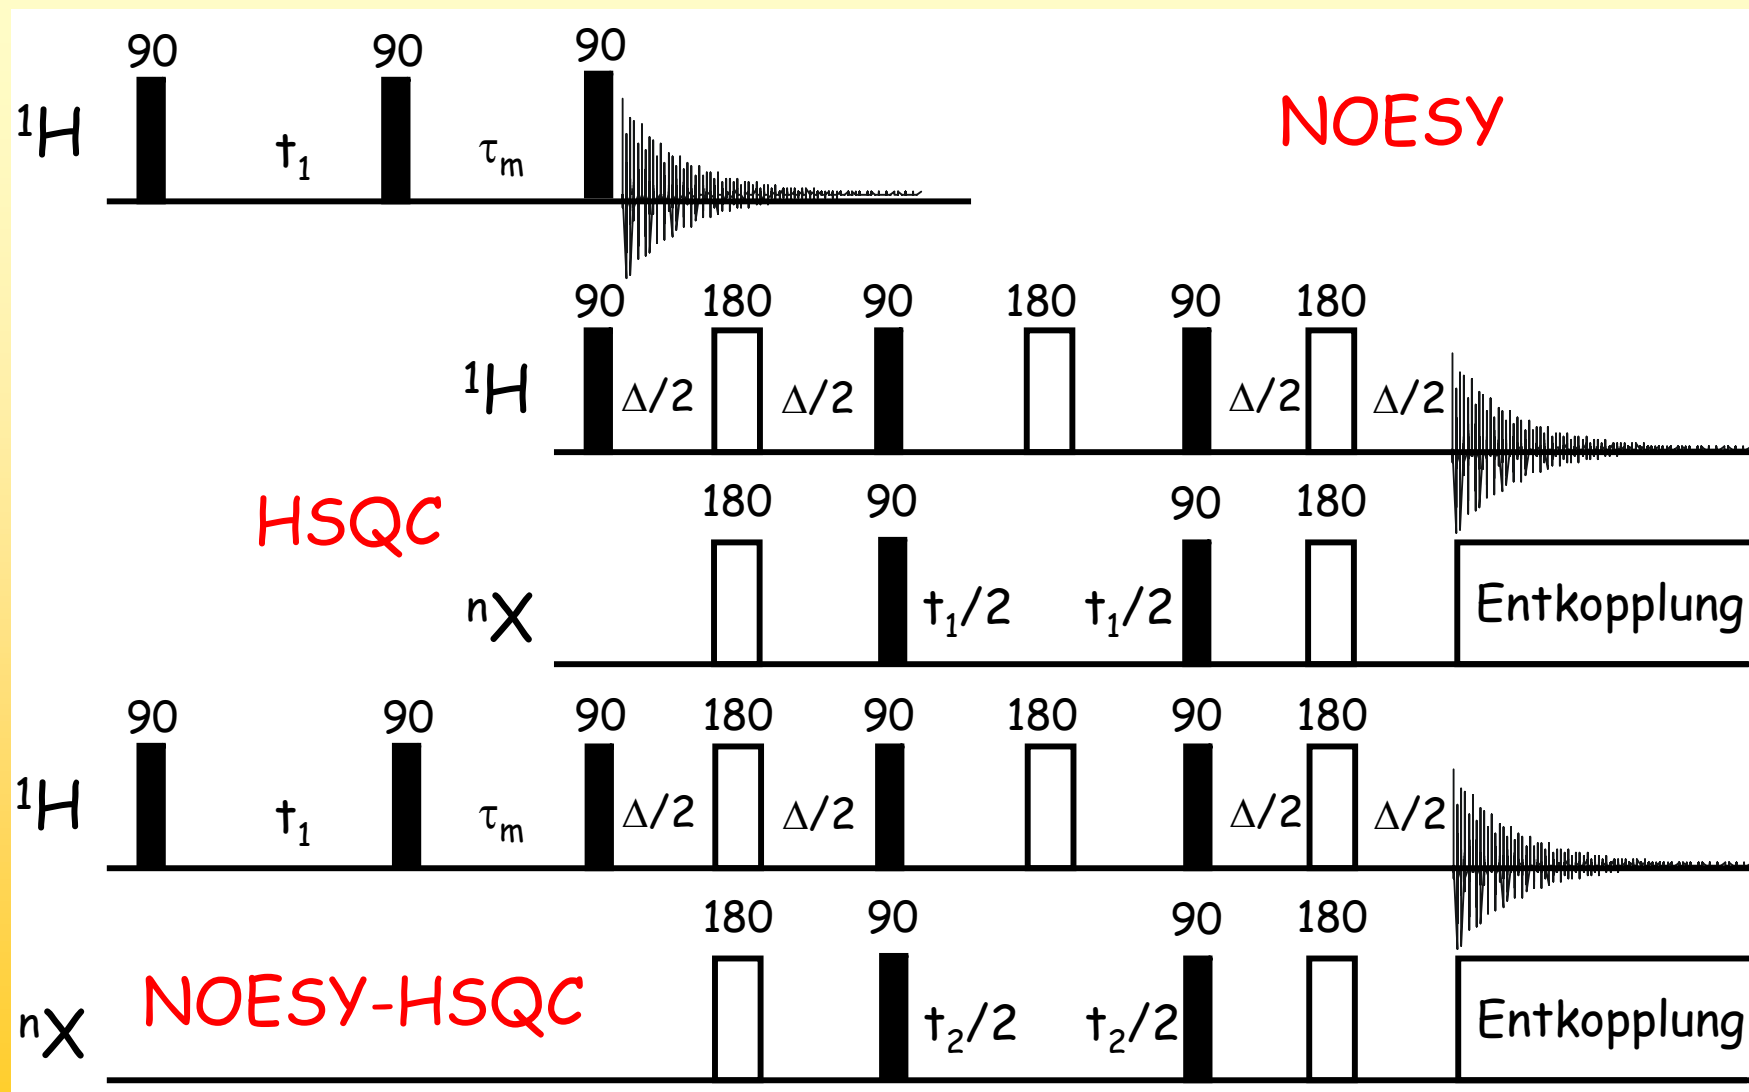 90 90 90
¹H t₁ τₘ NOESY
90 180 90 180 90 180
¹H Δ/2 Δ/2 Δ/2 Δ/2
180 90 90 180
HSQC
ⁿX t₁/2 t₁/2 Entkopplung
90 90 90 180 90 180 90 180
¹H t₁ τₘ Δ/2 Δ/2 Δ/2 Δ/2
180 90 90 180
NOESY-HSQC
ⁿX t₂/2 t₂/2 Entkopplung